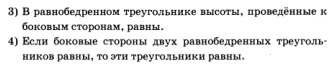 3) В равнобедренном треугольнике высоты, проведённые к
боковым сторонам, равны.
4) Если боковые стороны двух равнобедренных треуголь-
ников равны, то эти треугольники равны.